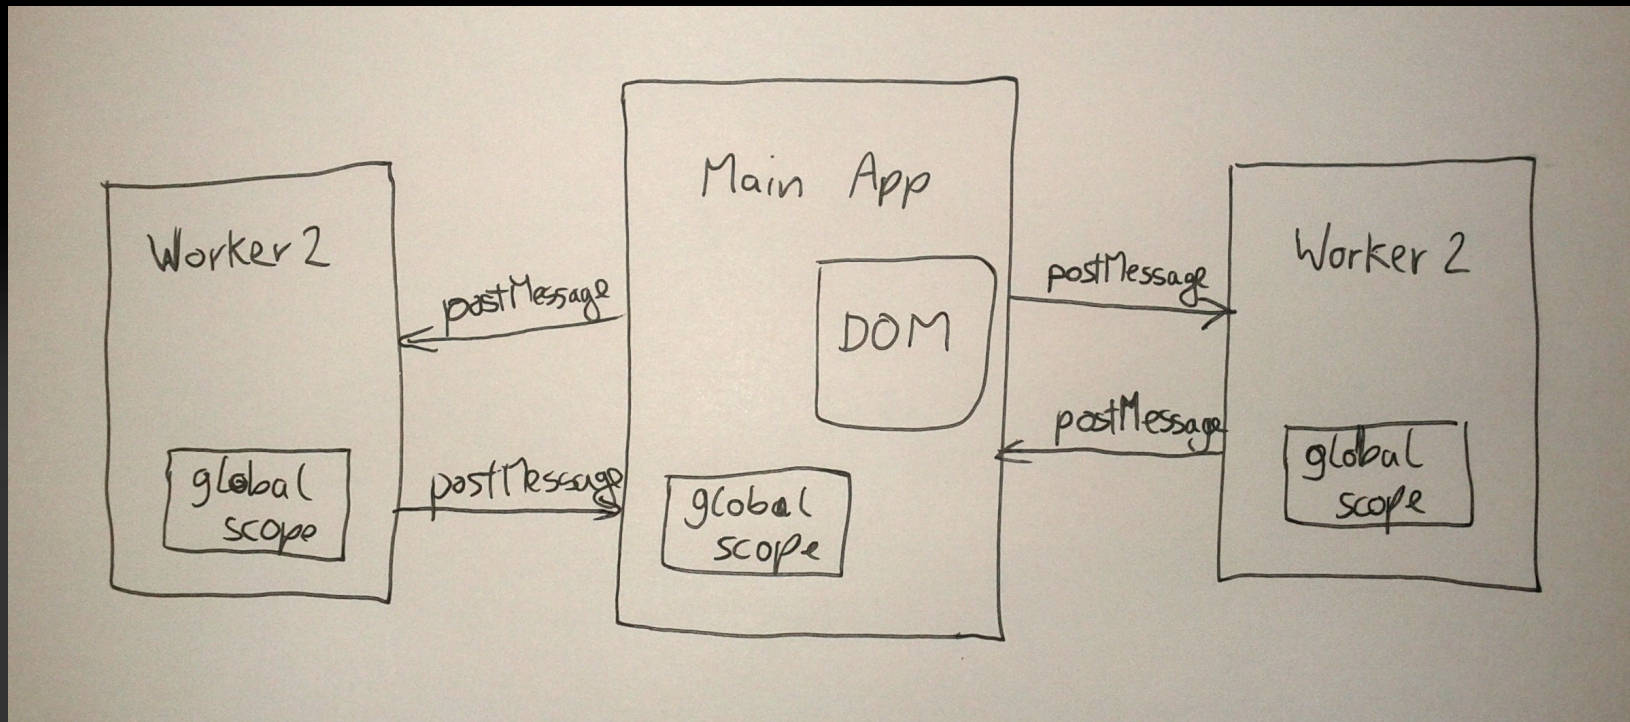 Main App
Worker 2
postMessage
postMessage
global
scope
DOM
global
scope
postMessage
postMessage
Worker 2
global
scope